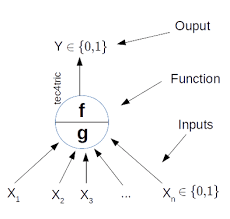 Ouput
Y ∈ {0,1}
tec4tric
Function
f
g
Inputs
X₁ X₂ X₃ ... Xₙ ∈ {0,1}